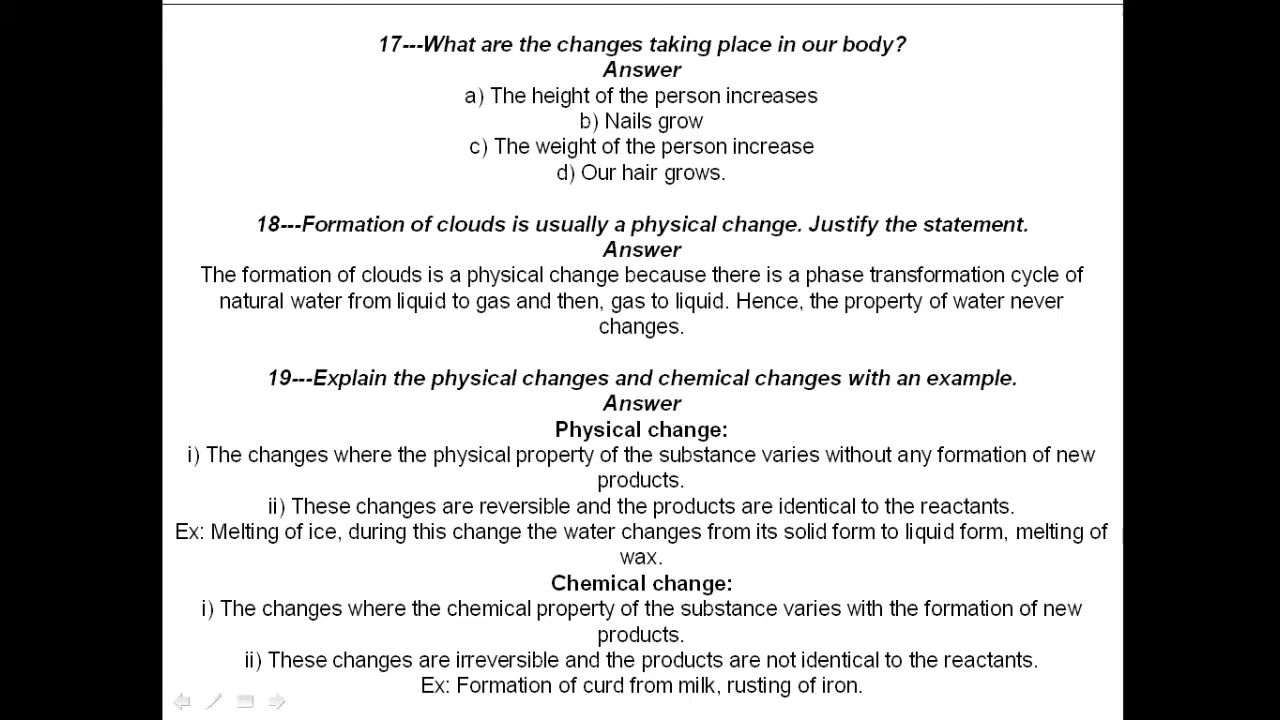 17---What are the changes taking place in our body?
Answer
a) The height of the person increases
b) Nails grow
c) The weight of the person increase
d) Our hair grows.
18---Formation of clouds is usually a physical change. Justify the statement.
Answer
The formation of clouds is a physical change because there is a phase transformation cycle of
natural water from liquid to gas and then, gas to liquid. Hence, the property of water never
changes.
19---Explain the physical changes and chemical changes with an example.
Answer
Physical change:
i) The changes where the physical property of the substance varies without any formation of new
products.
ii) These changes are reversible and the products are identical to the reactants.
Ex: Melting of ice, during this change the water changes from its solid form to liquid form, melting of
wax.
Chemical change:
i) The changes where the chemical property of the substance varies with the formation of new
products.
ii) These changes are irreversible and the products are not identical to the reactants.
Ex: Formation of curd from milk, rusting of iron.